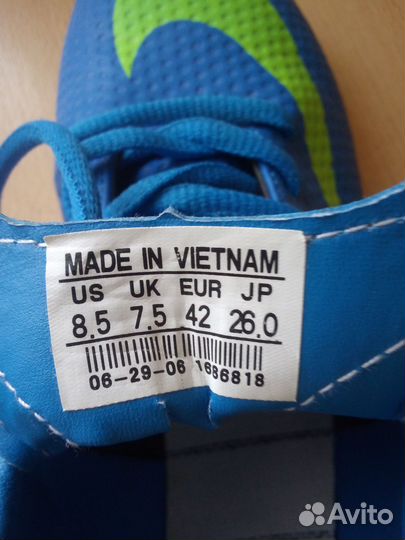 MADE IN VIETNAM
US UK EUR JP
8.5 7.5 42 26.0
06-29-06 1686818
Avito